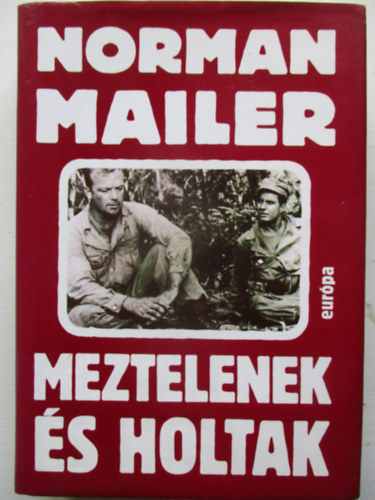 NORMAN
MAILER
európa
MEZTELENEK
ÉS HOLTAK